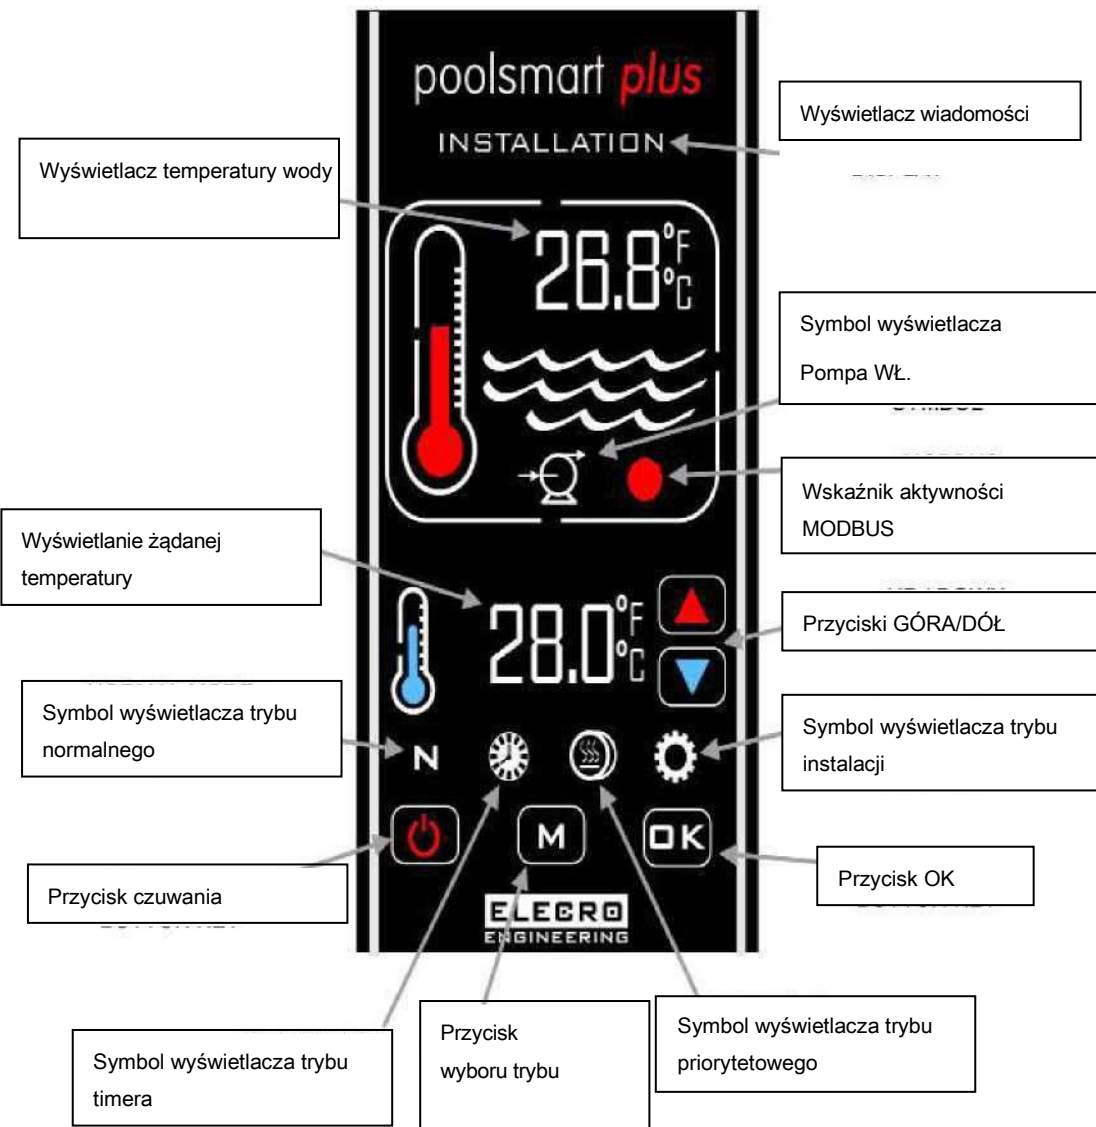 poolsmart plus
INSTALLATION
Wyświetlacz wiadomości
Wyświetlacz temperatury wody
26.8 °F
°C
Symbol wyświetlacza
Pompa WŁ.
Wskaźnik aktywności
MODBUS
Wyświetlanie żądanej
temperatury
28.0 °F
°C
Przyciski GÓRA/DÓŁ
Symbol wyświetlacza trybu
normalnego
Symbol wyświetlacza trybu
instalacji
N
M
OK
Przycisk czuwania
Przycisk OK
ELECRO
ENGINEERING
Symbol wyświetlacza trybu
timera
Przycisk
wyboru trybu
Symbol wyświetlacza trybu
priorytetowego